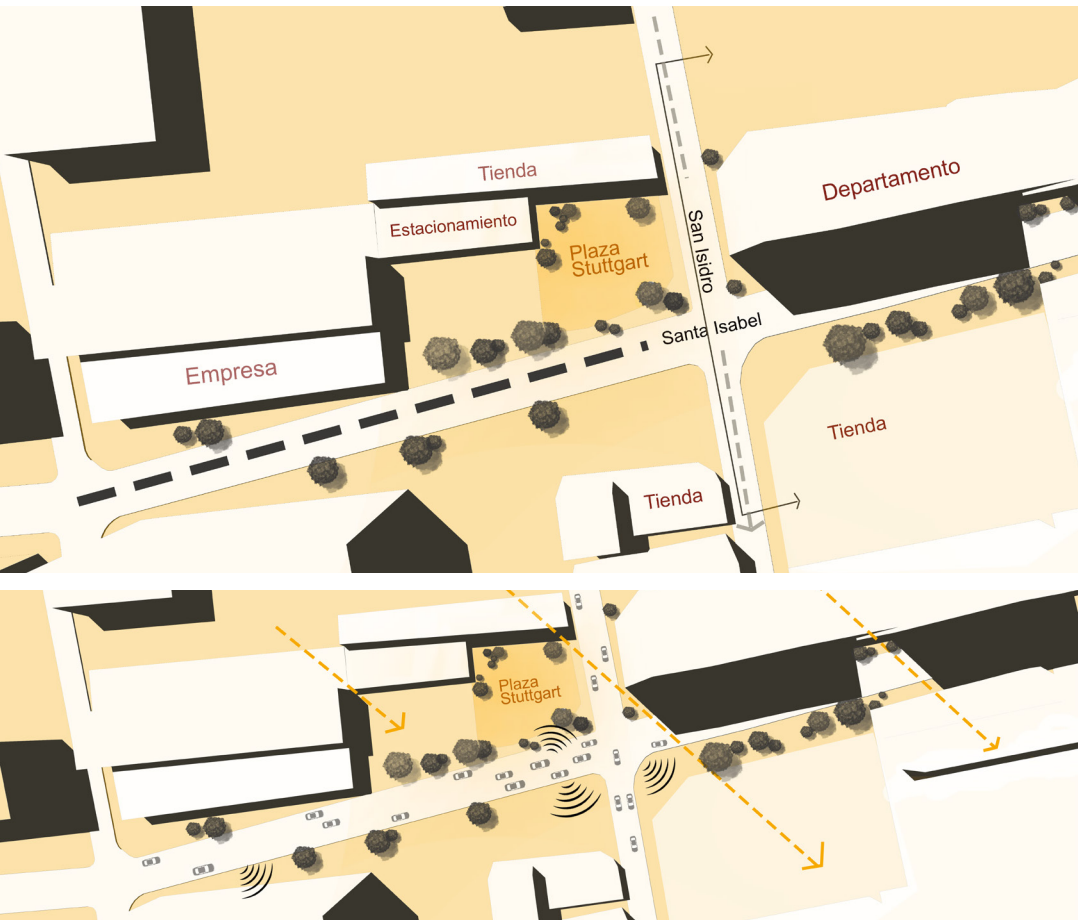 Tienda
Departamento
Estacionamiento
Plaza
Stuttgart
San Isidro
Santa Isabel
Empresa
Tienda
Tienda
Plaza
Stuttgart